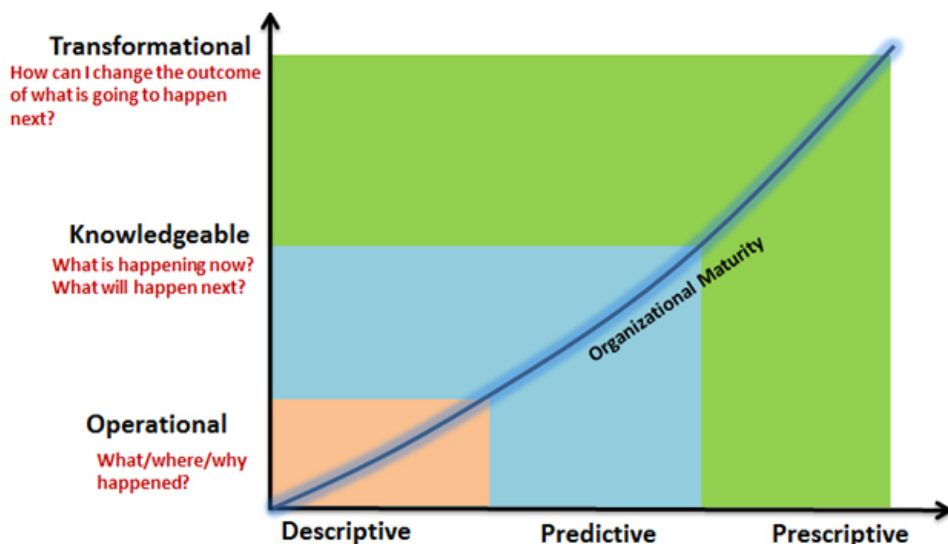 Transformational
How can I change the outcome
of what is going to happen
next?
Knowledgeable
What is happening now?
What will happen next?
Organizational Maturity
Operational
What/where/why
happened?
Descriptive
Predictive
Prescriptive